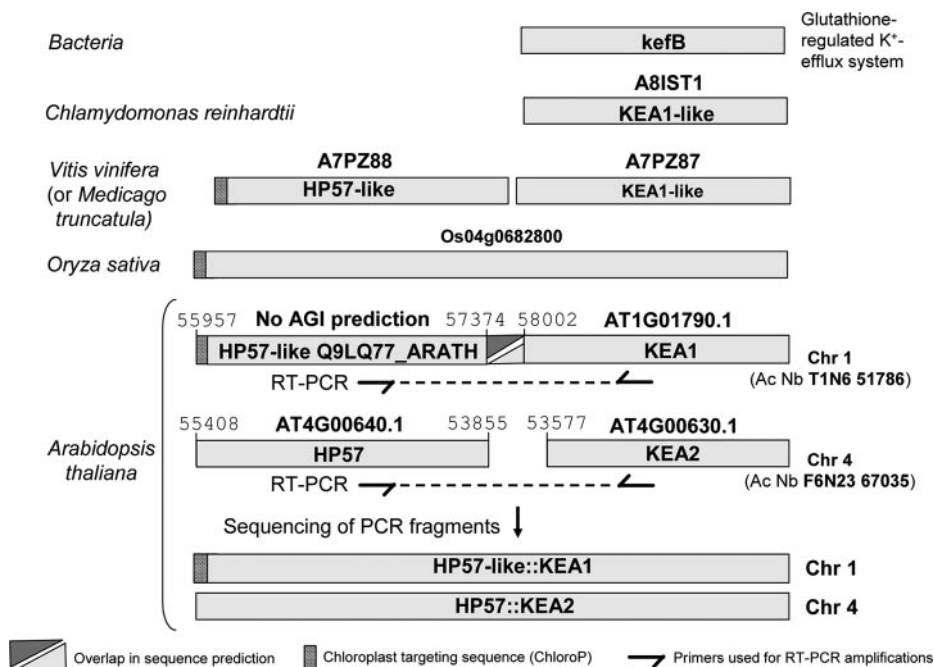 Bacteria
kefB
Glutathione-
regulated K⁺-
efflux system
Chlamydomonas reinhardtii
A8IST1
KEA1-like
Vitis vinifera
(or Medicago
truncatula)
A7PZ88
HP57-like
A7PZ87
KEA1-like
Oryza sativa
Os04g0682800
Arabidopsis
thaliana
55957
No AGI prediction
57374
58002
AT1G01790.1
HP57-like Q9LQ77_ARATH
KEA1
Chr 1
(Ac Nb T1N6 51786)
RT-PCR
55408
AT4G00640.1
53855
53577
AT4G00630.1
HP57
KEA2
Chr 4
(Ac Nb F6N23 67035)
RT-PCR
Sequencing of PCR fragments
HP57-like::KEA1
Chr 1
HP57::KEA2
Chr 4
Overlap in sequence prediction
Chloroplast targeting sequence (ChloroP)
Primers used for RT-PCR amplifications